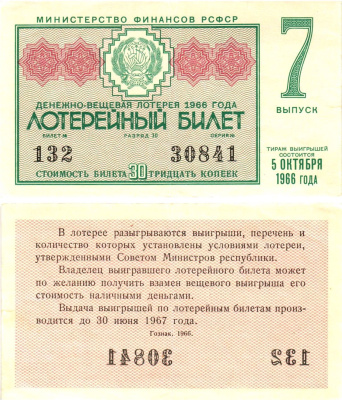 МИНИСТЕРСТВО ФИНАНСОВ РСФСР
7
ВЫПУСК
ДЕНЕЖНО-ВЕЩЕВАЯ ЛОТЕРЕЯ 1966 ГОДА
ЛОТЕРЕЙНЫЙ БИЛЕТ
БИЛЕТ № РАЗРЯД 30 СЕРИЯ №
132 30841
СТОИМОСТЬ БИЛЕТА 30 ТРИДЦАТЬ КОПЕЕК
ТИРАЖ ВЫИГРЫШЕЙ
СОСТОИТСЯ
5 ОКТЯБРЯ
1966 ГОДА
В лотерее разыгрываются выигрыши, перечень и
количество которых установлены условиями лотереи,
утвержденными Советом Министров республики.
Владелец выигравшего лотерейного билета может
по желанию получить взамен вещевого выигрыша его
стоимость наличными деньгами.
Выдача выигрышей по лотерейным билетам произ-
водится до 30 июня 1967 года.
Гознак. 1966.
30841 132